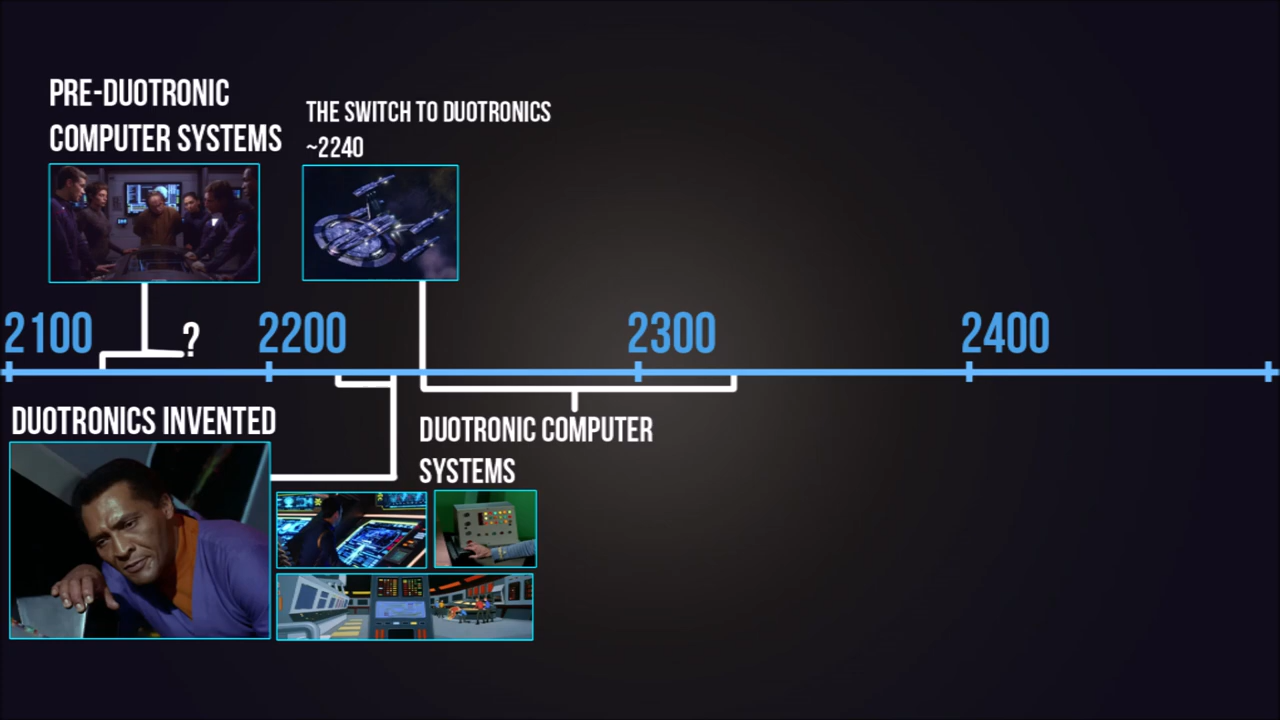 PRE-DUOTRONIC
COMPUTER SYSTEMS
THE SWITCH TO DUOTRONICS
~2240
?
2100
2200
2300
2400
DUOTRONICS INVENTED
DUOTRONIC COMPUTER
SYSTEMS